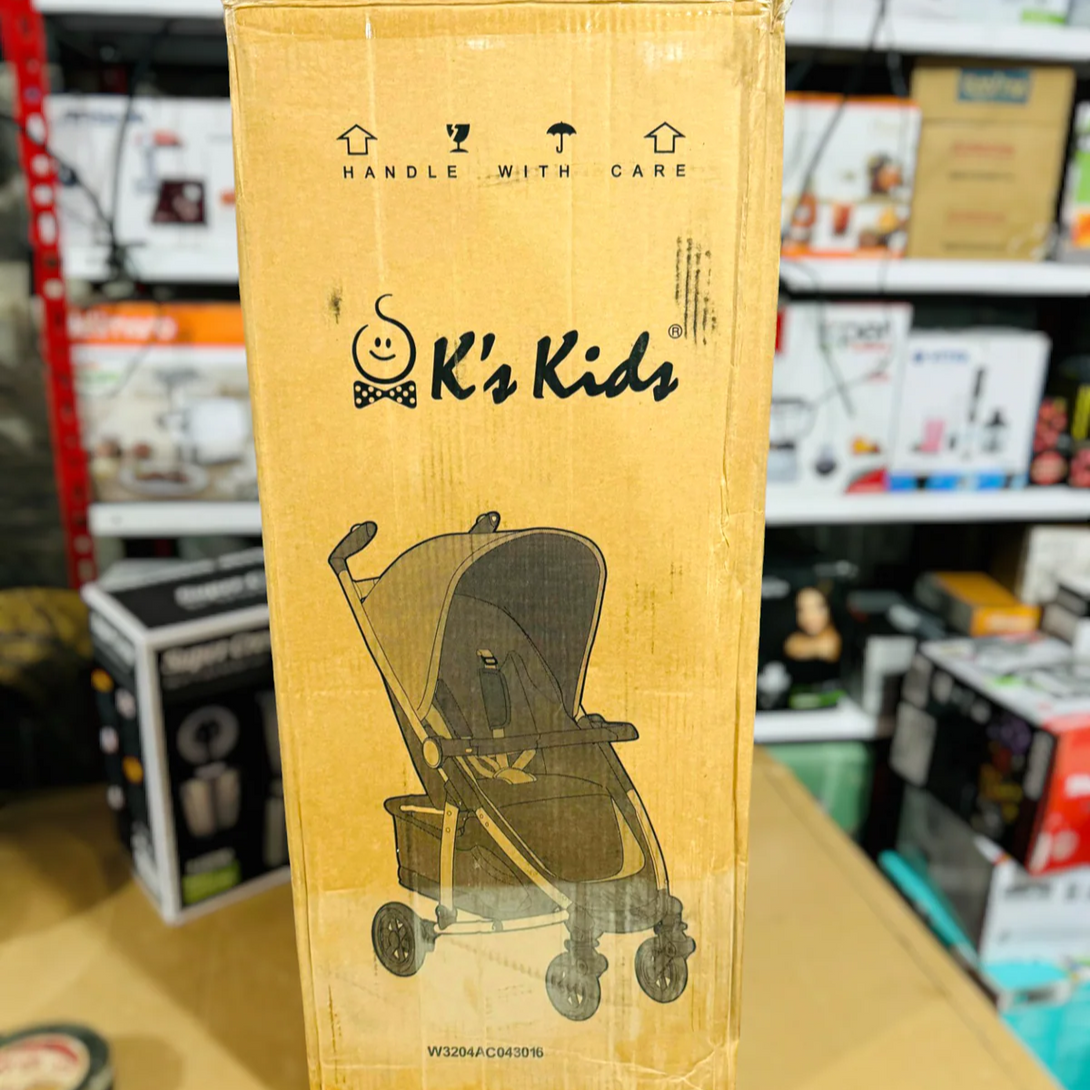 HANDLE WITH CARE
K's Kids®
W3204AC043016